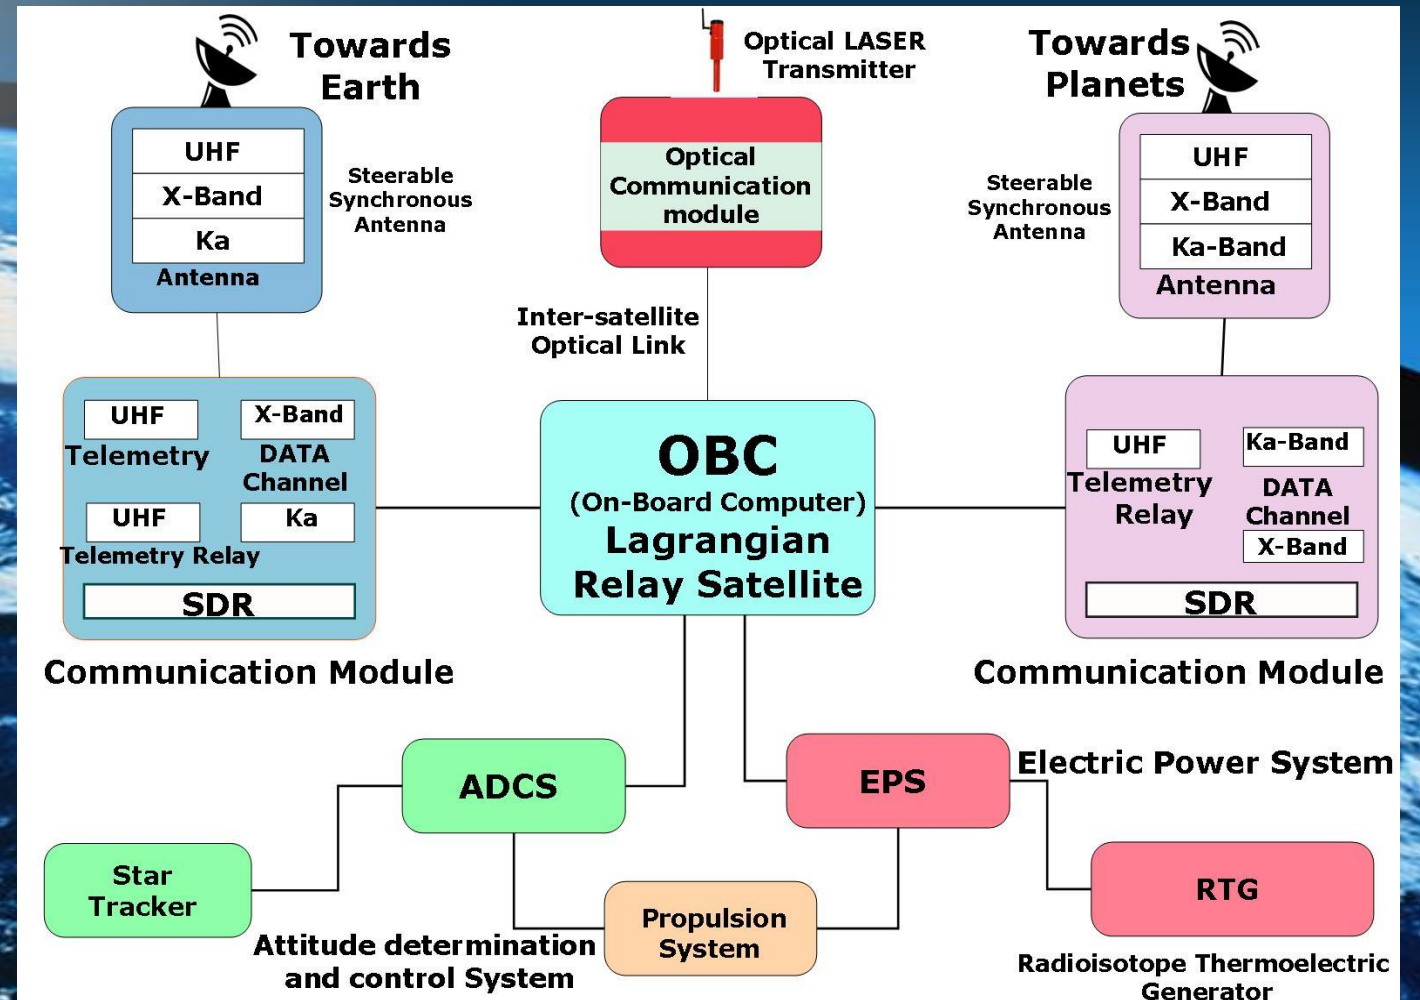 Towards
Earth
UHF
X-Band
Ka
Antenna
Steerable
Synchronous
Antenna
Optical LASER
Transmitter
Optical
Communication
module
Inter-satellite
Optical Link
Towards
Planets
Steerable
Synchronous
Antenna
UHF
X-Band
Ka-Band
Antenna
UHF
Telemetry
X-Band
DATA
Channel
UHF
Telemetry Relay
Ka
SDR
Communication Module
OBC
(On-Board Computer)
Lagrangian
Relay Satellite
UHF
Telemetry
Relay
Ka-Band
DATA
Channel
X-Band
SDR
Communication Module
ADCS
EPS
Electric Power System
Star
Tracker
Attitude determination
and control System
Propulsion
System
RTG
Radioisotope Thermoelectric
Generator